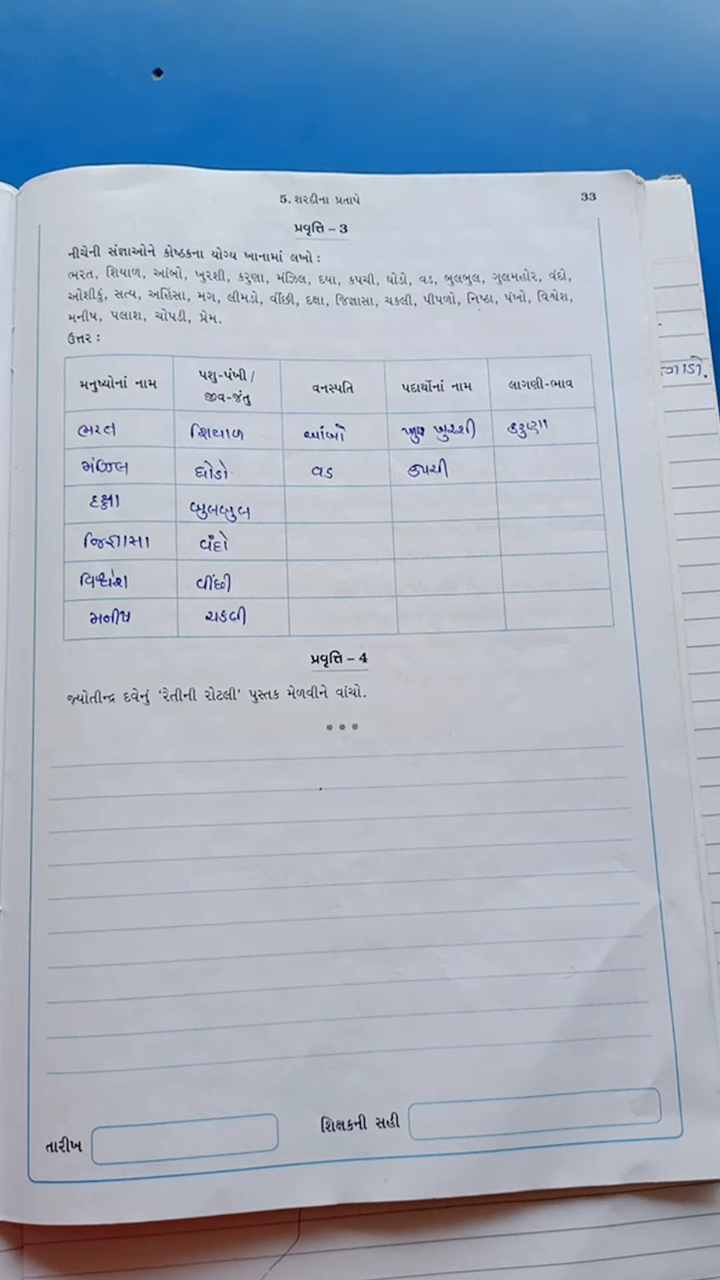 5. શરદીના પ્રતાપે 33
પ્રવૃત્તિ – 3
નીચેની સંજ્ઞાઓને કોષ્ઠકના યોગ્ય ખાનામાં લખો :
ભરત, શિયાળ, આંબો, ખુરશી, કરુણા, મંઝિલ, દયા, કપચી, ઘોડો, વડ, બુલબુલ, ગુલમહોર, વંદો,
ઓશીકું, સત્ય, અહિંસા, મગ, લીમડો, વીંછી, દક્ષા, જિજ્ઞાસા, ચકલી, પીપળો, નિષ્ઠા, પંખો, વિશ્વેશ,
મનીષ, પલાશ, ચોપડી, પ્રેમ.
ઉત્તર :
મનુષ્યોનાં નામ પશુ-પંખી / જીવ-જંતુ વનસ્પતિ પદાર્થોનાં નામ લાગણી-ભાવ
ભરત શિયાળ આંબો ખુરશી કરુણા
મંઝિલ ઘોડો વડ કપચી
દક્ષા બુલબુલ
જિજ્ઞાસા વંદો
વિશ્વેશ વીંછી
મનીષ ચકલી
પ્રવૃત્તિ – 4
જ્યોતીન્દ્ર દવેનું ‘રેતીની રોટલી’ પુસ્તક મેળવીને વાંચો.
* * *
તારીખ શિક્ષકની સહી